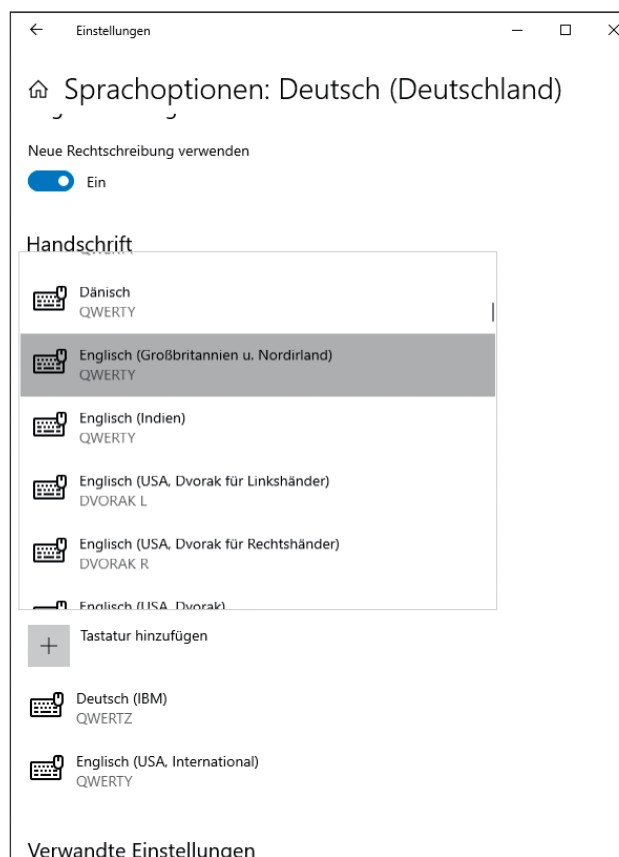 Einstellungen
Sprachoptionen: Deutsch (Deutschland)
Neue Rechtschreibung verwenden
Ein
Handschrift
QWERTY
Dänisch
QWERTY
Englisch (Großbritannien u. Nordirland)
QWERTY
Englisch (Indien)
QWERTY
Englisch (USA, Dvorak für Linkshänder)
DVORAK L
Englisch (USA, Dvorak für Rechtshänder)
DVORAK R
Englisch (USA, Dvorak)
Tastatur hinzufügen
Deutsch (IBM)
QWERTZ
Englisch (USA, International)
QWERTY
Verwandte Einstellungen